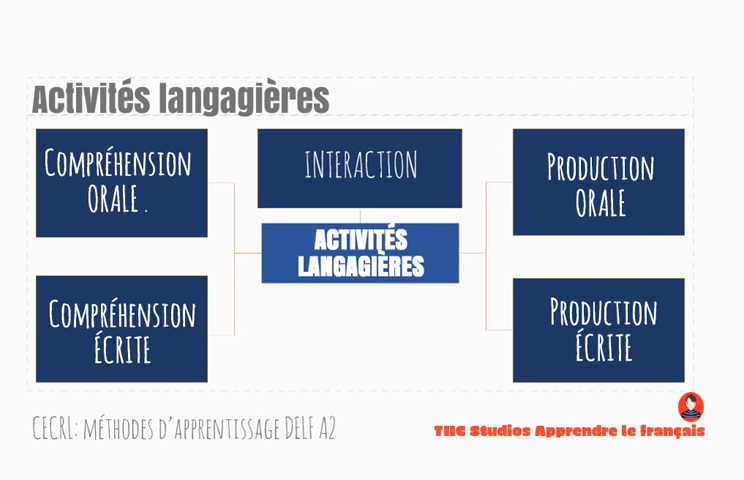 Activités langagières
COMPRÉHENSION
ORALE .
INTERACTION
PRODUCTION
ORALE
ACTIVITÉS
LANGAGIÈRES
COMPRÉHENSION
ÉCRITE
PRODUCTION
ÉCRITE
CECRL: MÉTHODES D'APPRENTISSAGE DELF A2
THG Studios Apprendre le français